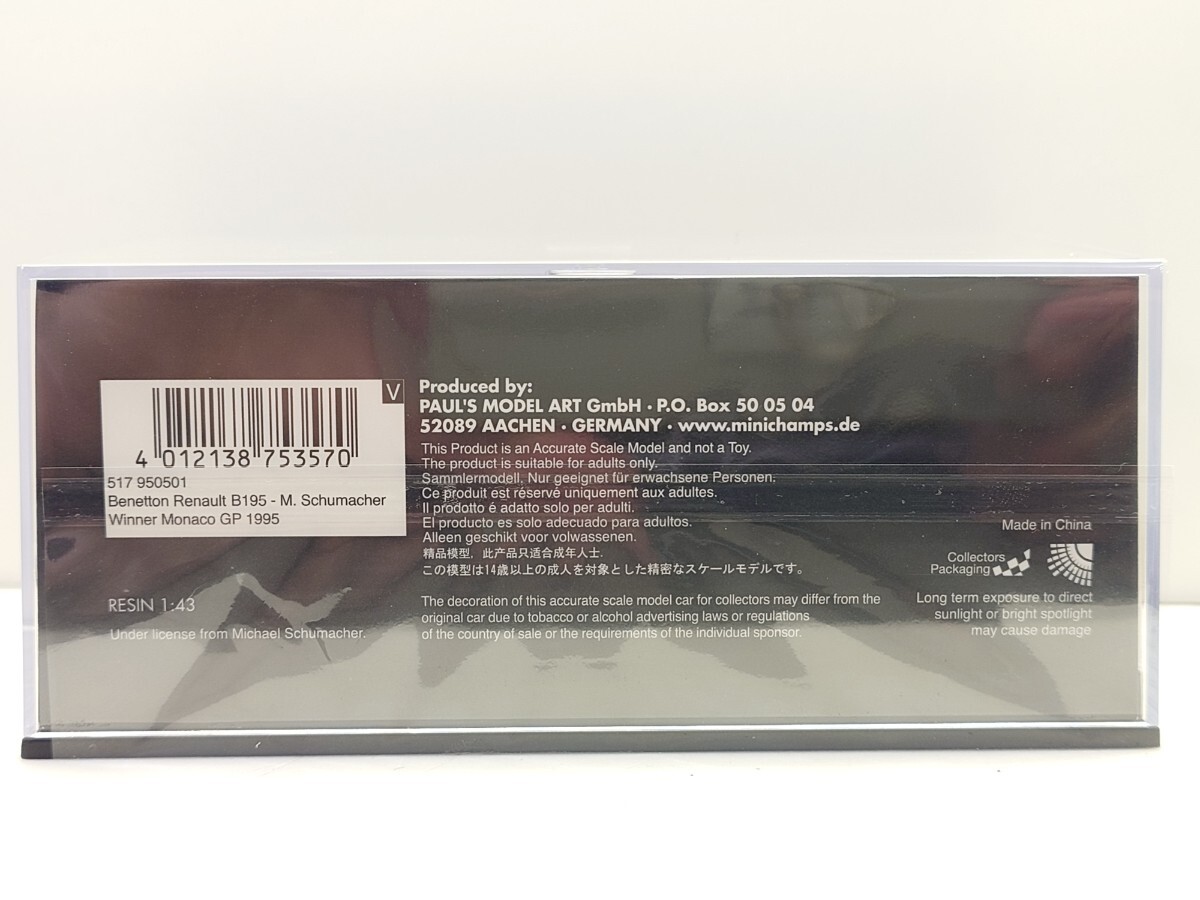 V
4 012138 753570
517 950501
Benetton Renault B195 - M. Schumacher
Winner Monaco GP 1995
RESIN 1:43
Under license from Michael Schumacher.
Produced by:
PAUL'S MODEL ART GmbH · P.O. Box 50 05 04
52089 AACHEN · GERMANY · www.minichamps.de
This Product is an Accurate Scale Model and not a Toy.
The product is suitable for adults only.
Sammlermodell. Nur geeignet für erwachsene Personen.
Ce produit est réservé uniquement aux adultes.
Il prodotto é adatto solo per adulti.
El producto es solo adecuado para adultos.
Alleen geschikt voor volwassenen.
精品模型，此产品只适合成年人士.
この模型は14歳以上の成人を対象とした精密なスケールモデルです。
The decoration of this accurate scale model car for collectors may differ from the
original car due to tobacco or alcohol advertising laws or regulations
of the country of sale or the requirements of the individual sponsor.
Made in China
Collectors
Packaging
Long term exposure to direct
sunlight or bright spotlight
may cause damage